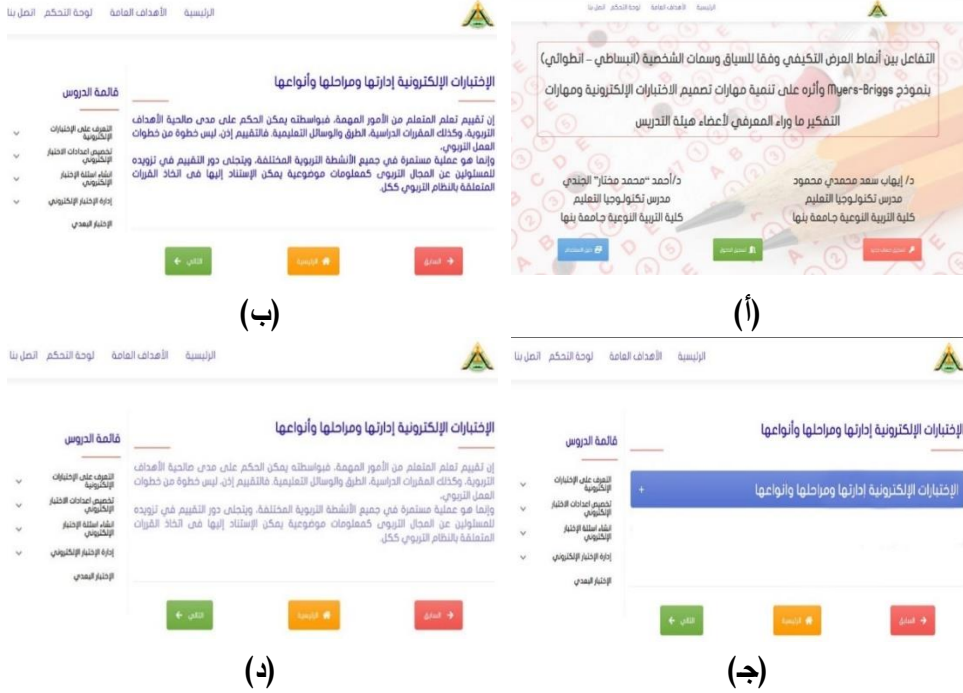 الرئيسية الأهداف العامة لوحة التحكم اتصل بنا
التفاعل بين أنماط العرض التكيفي وفقا للسياق وسمات الشخصية (انبساطي - انطوائي)
بنموذج Myers-Briggs وأثره على تنمية مهارات تصميم الاختبارات الإلكترونية ومهارات
التفكير ما وراء المعرفي لأعضاء هيئة التدريس
د/ إيهاب سعد محمدي محمود
مدرس تكنولوجيا التعليم
كلية التربية النوعية جامعة بنها
د/أحمد "محمد مختار" الجندي
مدرس تكنولوجيا التعليم
كلية التربية النوعية جامعة بنها
(أ)
الرئيسية الأهداف العامة لوحة التحكم اتصل بنا
الإختبارات الإلكترونية إدارتها ومراحلها وأنواعها
إن تقييم تعلم المتعلم من الأمور المهمة، فبواسطته يمكن الحكم على مدى صالحية الأهداف
التربوية، وكذلك المقررات الدراسية، الطرق والوسائل التعليمية. فالتقييم إذن، ليس خطوة من خطوات
العمل التربوي،
وإنما هو عملية مستمرة في جميع الأنشطة التربوية المختلفة، ويتجلى دور التقييم في تزويده
للمسئولين عن المجال التربوى كمعلومات موضوعية يمكن الإستناد إليها فى اتخاذ القررات
المتعلقة بالنظام التربوي ككل.
قائمة الدروس
التعرف على الإختبارات
الإلكترونية
تخصيص اعدادات الاختبار
الإلكتروني
انشاء اسئلة الإختبار
الإلكتروني
إدارة الإختبار الإلكتروني
الإختبار البعدي
السابق
الرئيسية
التالي
(ب)
الرئيسية الأهداف العامة لوحة التحكم اتصل بنا
الإختبارات الإلكترونية إدارتها ومراحلها وأنواعها
الإختبارات الإلكترونية إدارتها ومراحلها وانواعها +
قائمة الدروس
التعرف على الإختبارات
الإلكترونية
تخصيص اعدادات الاختبار
الإلكتروني
انشاء اسئلة الإختبار
الإلكتروني
إدارة الإختبار الإلكتروني
الإختبار البعدي
السابق
الرئيسية
التالي
(جـ)
الرئيسية الأهداف العامة لوحة التحكم اتصل بنا
الإختبارات الإلكترونية إدارتها ومراحلها وأنواعها
إن تقييم تعلم المتعلم من الأمور المهمة، فبواسطته يمكن الحكم على مدى صالحية الأهداف
التربوية، وكذلك المقررات الدراسية، الطرق والوسائل التعليمية. فالتقييم إذن، ليس خطوة من خطوات
العمل التربوي،
وإنما هو عملية مستمرة في جميع الأنشطة التربوية المختلفة، ويتجلى دور التقييم في تزويده
للمسئولين عن المجال التربوى كمعلومات موضوعية يمكن الإستناد إليها فى اتخاذ القررات
المتعلقة بالنظام التربوي ككل.
قائمة الدروس
التعرف على الإختبارات
الإلكترونية
تخصيص اعدادات الاختبار
الإلكتروني
انشاء اسئلة الإختبار
الإلكتروني
إدارة الإختبار الإلكتروني
الإختبار البعدي
السابق
الرئيسية
التالي
(د)